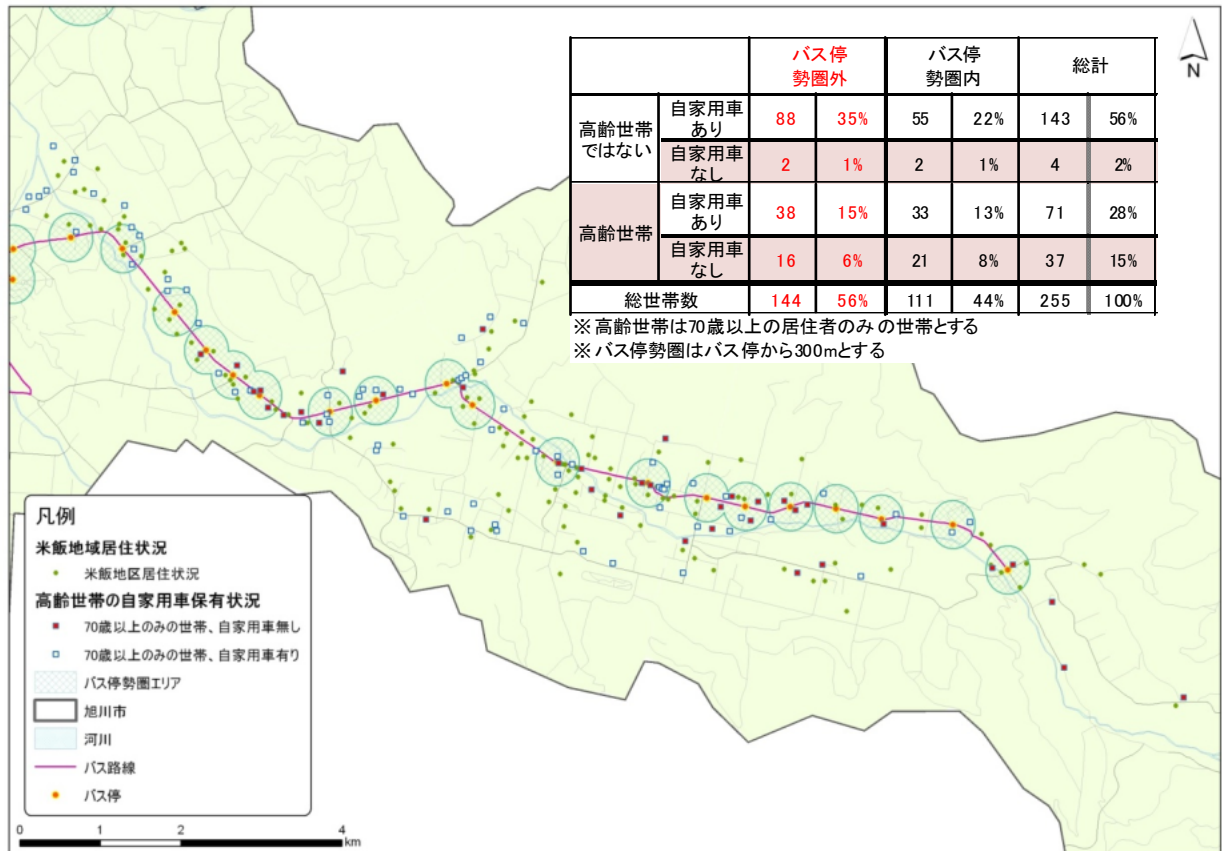 N
バス停
勢圏外
バス停
勢圏内
総計
高齢世帯
ではない
自家用車
あり
88 35% 55 22% 143 56%
自家用車
なし
2 1% 2 1% 4 2%
高齢世帯
自家用車
あり
38 15% 33 13% 71 28%
自家用車
なし
16 6% 21 8% 37 15%
総世帯数 144 56% 111 44% 255 100%
※高齢世帯は70歳以上の居住者のみの世帯とする
※バス停勢圏はバス停から300mとする
凡例
米飯地域居住状況
米飯地区居住状況
高齢世帯の自家用車保有状況
70歳以上のみの世帯、自家用車無し
70歳以上のみの世帯、自家用車有り
バス停勢圏エリア
旭川市
河川
バス路線
バス停
0 1 2 4
km